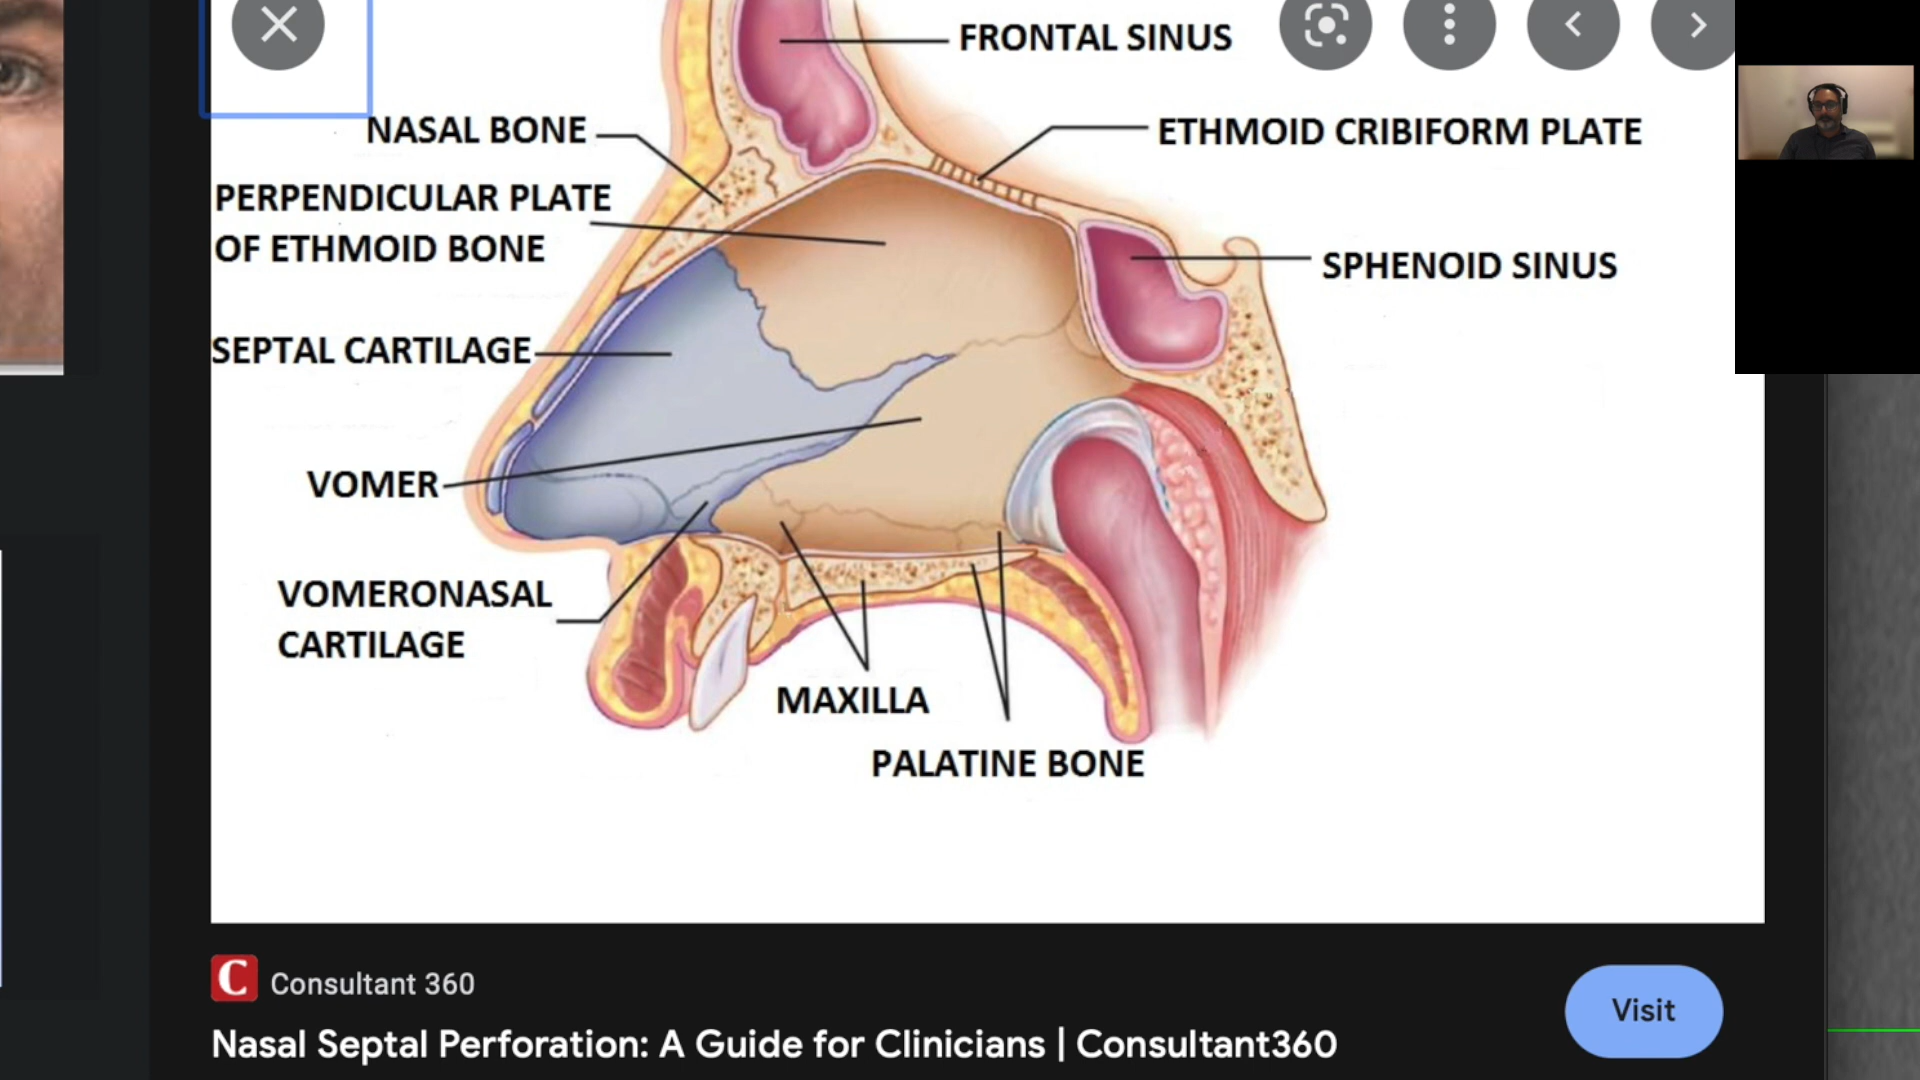 FRONTAL SINUS
NASAL BONE
ETHMOID CRIBIFORM PLATE
PERPENDICULAR PLATE
OF ETHMOID BONE
SPHENOID SINUS
SEPTAL CARTILAGE
VOMER
VOMERONASAL
CARTILAGE
MAXILLA
PALATINE BONE
C Consultant 360
Visit
Nasal Septal Perforation: A Guide for Clinicians | Consultant360